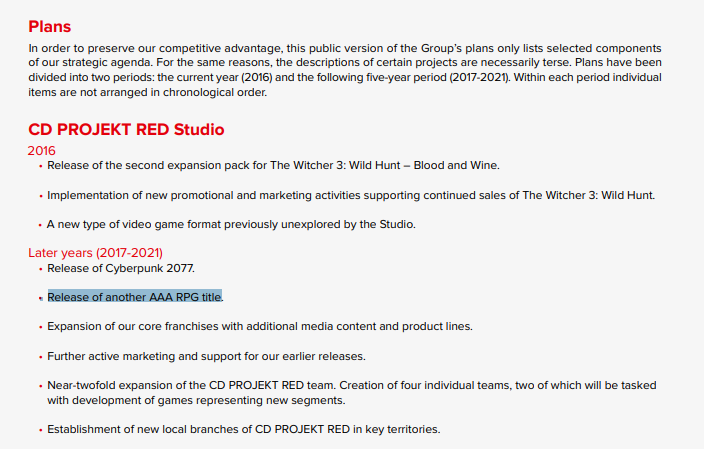 Plans
In order to preserve our competitive advantage, this public version of the Group's plans only lists selected components
of our strategic agenda. For the same reasons, the descriptions of certain projects are necessarily terse. Plans have been
divided into two periods: the current year (2016) and the following five-year period (2017-2021). Within each period individual
items are not arranged in chronological order.
CD PROJEKT RED Studio
2016
• Release of the second expansion pack for The Witcher 3: Wild Hunt – Blood and Wine.
• Implementation of new promotional and marketing activities supporting continued sales of The Witcher 3: Wild Hunt.
• A new type of video game format previously unexplored by the Studio.
Later years (2017-2021)
• Release of Cyberpunk 2077.
• Release of another AAA RPG title.
• Expansion of our core franchises with additional media content and product lines.
• Further active marketing and support for our earlier releases.
• Near-twofold expansion of the CD PROJEKT RED team. Creation of four individual teams, two of which will be tasked
with development of games representing new segments.
• Establishment of new local branches of CD PROJEKT RED in key territories.